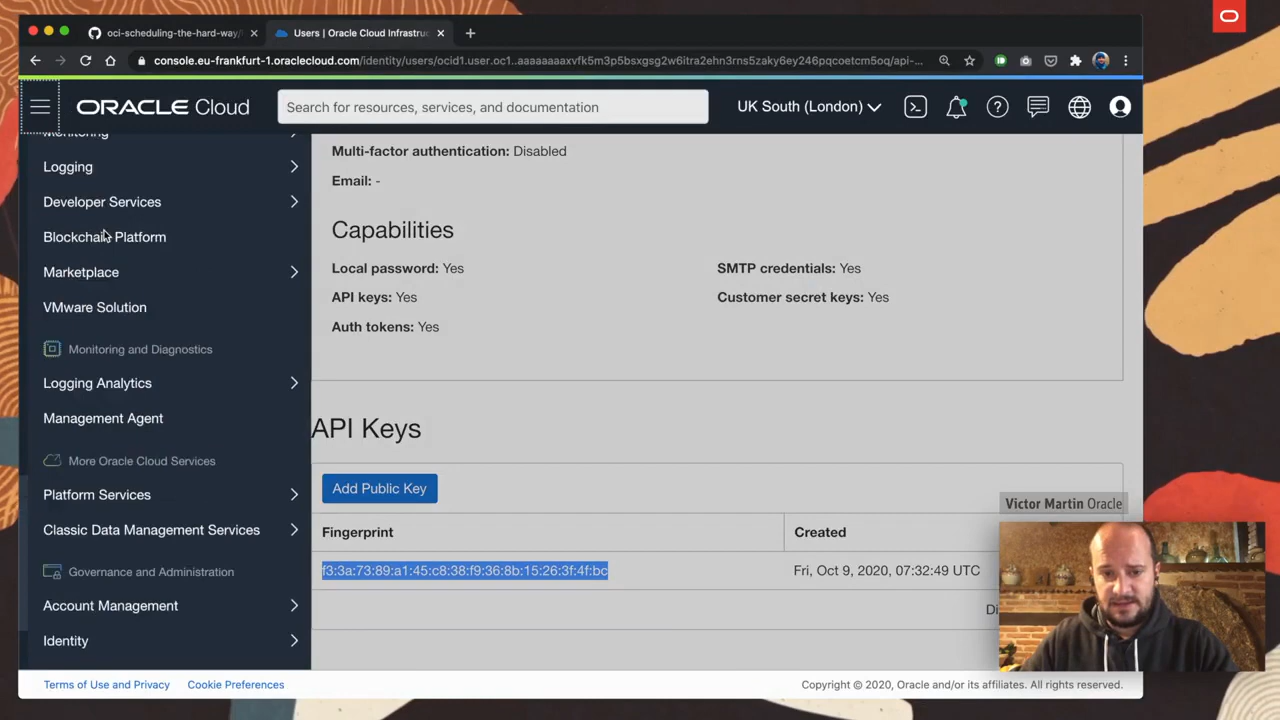 oci-scheduling-the-hard-way/
Users | Oracle Cloud Infrastruc
console.eu-frankfurt-1.oraclecloud.com/identity/users/ocid1.user.oc1..aaaaaaaaxvfk5m3p5bsxgsg2w6itra2ehn3rns5zaky6ey246pqcoetcm5oq/api-...
ORACLE Cloud
Search for resources, services, and documentation
UK South (London)
Monitoring
Logging
Developer Services
Blockchain Platform
Marketplace
VMware Solution
Monitoring and Diagnostics
Logging Analytics
Management Agent
More Oracle Cloud Services
Platform Services
Classic Data Management Services
Governance and Administration
Account Management
Identity
Multi-factor authentication: Disabled
Email: -
Capabilities
Local password: Yes
SMTP credentials: Yes
API keys: Yes
Customer secret keys: Yes
Auth tokens: Yes
API Keys
Add Public Key
Fingerprint
Created
f3:3a:73:89:a1:45:c8:38:f9:36:8b:15:26:3f:4f:bc
Fri, Oct 9, 2020, 07:32:49 UTC
Di
Victor Martin Oracle
Terms of Use and Privacy
Cookie Preferences
Copyright © 2020, Oracle and/or its affiliates. All rights reserved.